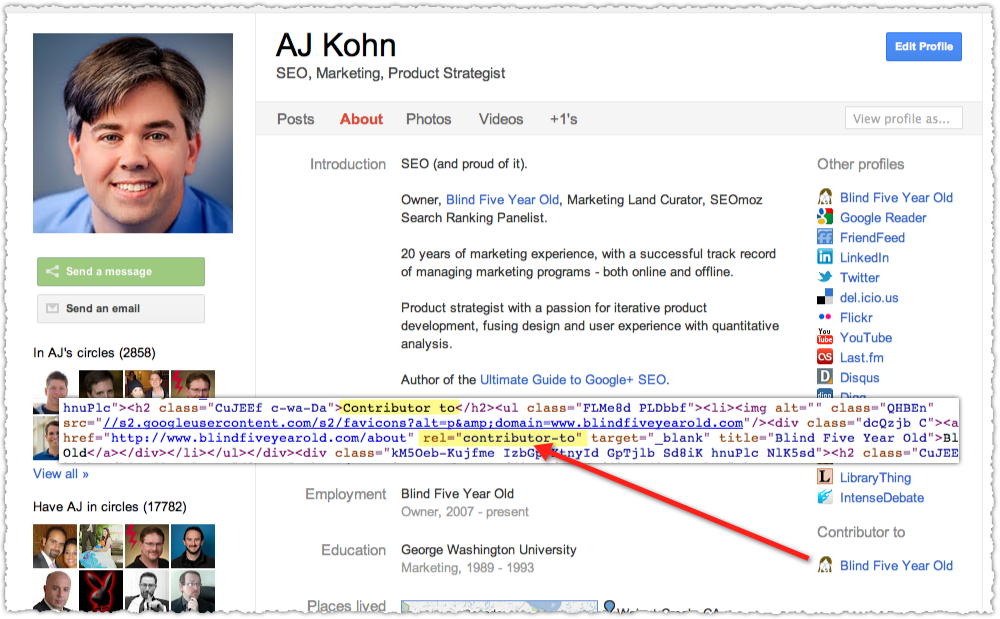 AJ Kohn
SEO, Marketing, Product Strategist
Edit Profile
Posts
About
Photos
Videos
+1's
View profile as...
Send a message
Send an email
In AJ's circles (2858)
View all »
Have AJ in circles (17782)
Introduction
SEO (and proud of it).
Owner, Blind Five Year Old, Marketing Land Curator, SEOmoz
Search Ranking Panelist.
20 years of marketing experience, with a successful track record
of managing marketing programs - both online and offline.
Product strategist with a passion for iterative product
development, fusing design and user experience with quantitative
analysis.
Author of the Ultimate Guide to Google+ SEO.
hnuPlc"><h2 class="CuJEEf c-wa-Da">Contributor to</h2><ul class="FLMe8d PLDbbf"><li><img alt="" class="QHBEn"
src="//s2.googleusercontent.com/s2/favicons?alt=p&amp;domain=www.blindfiveyearold.com"/><div class="dcQzjb C"><a
href="http://www.blindfiveyearold.com/about" rel="contributor-to" target="_blank" title="Blind Five Year Old">Bl
Old</a></div></li></ul></div><div class="kM5Oeb-Kujfme IzbGp KtnyId GpTjlb Sd8iK hnuPlc NlK5sd"><h2 class="CuJEE
Employment
Blind Five Year Old
Owner, 2007 - present
Education
George Washington University
Marketing, 1989 - 1993
Places lived
Other profiles
Blind Five Year Old
Google Reader
FriendFeed
LinkedIn
Twitter
del.icio.us
Flickr
You
Tube
YouTube
Last.fm
Disqus
Digg
LibraryThing
IntenseDebate
Contributor to
Blind Five Year Old